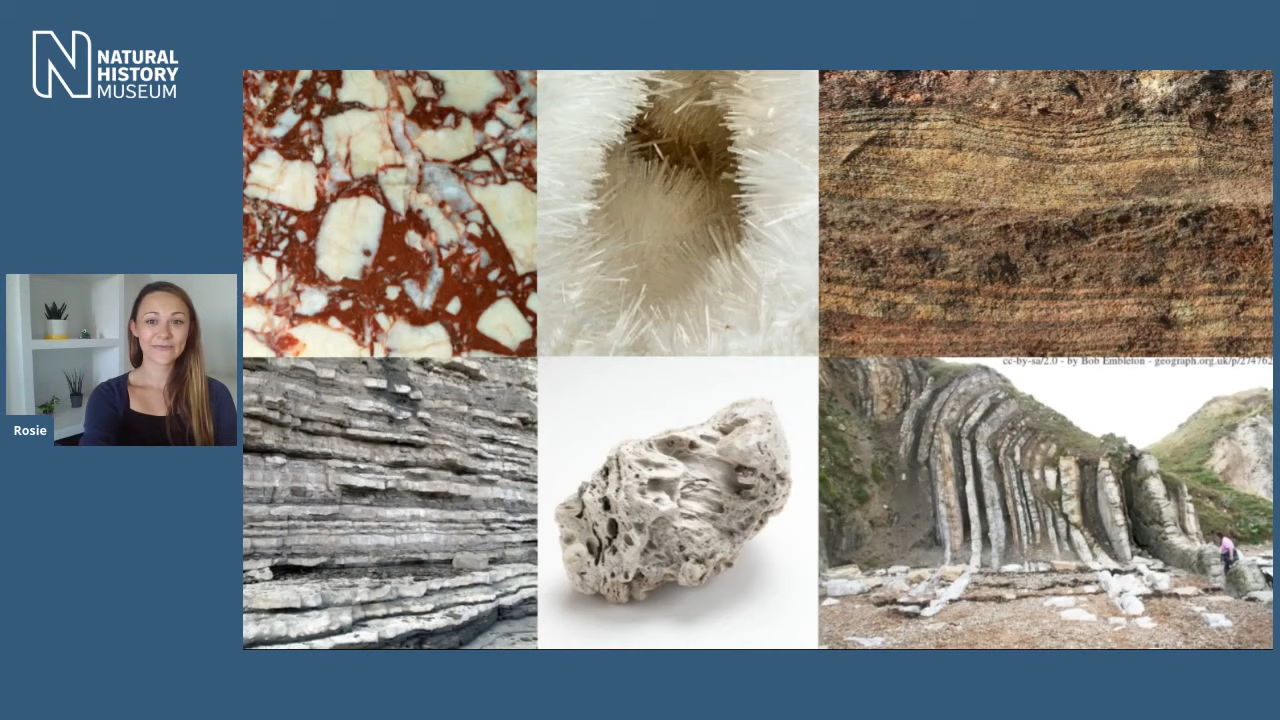 NATURAL
HISTORY
MUSEUM
cc-by-sa/2.0 - by Bob Embleton - geograph.org.uk/p/274762
Rosie